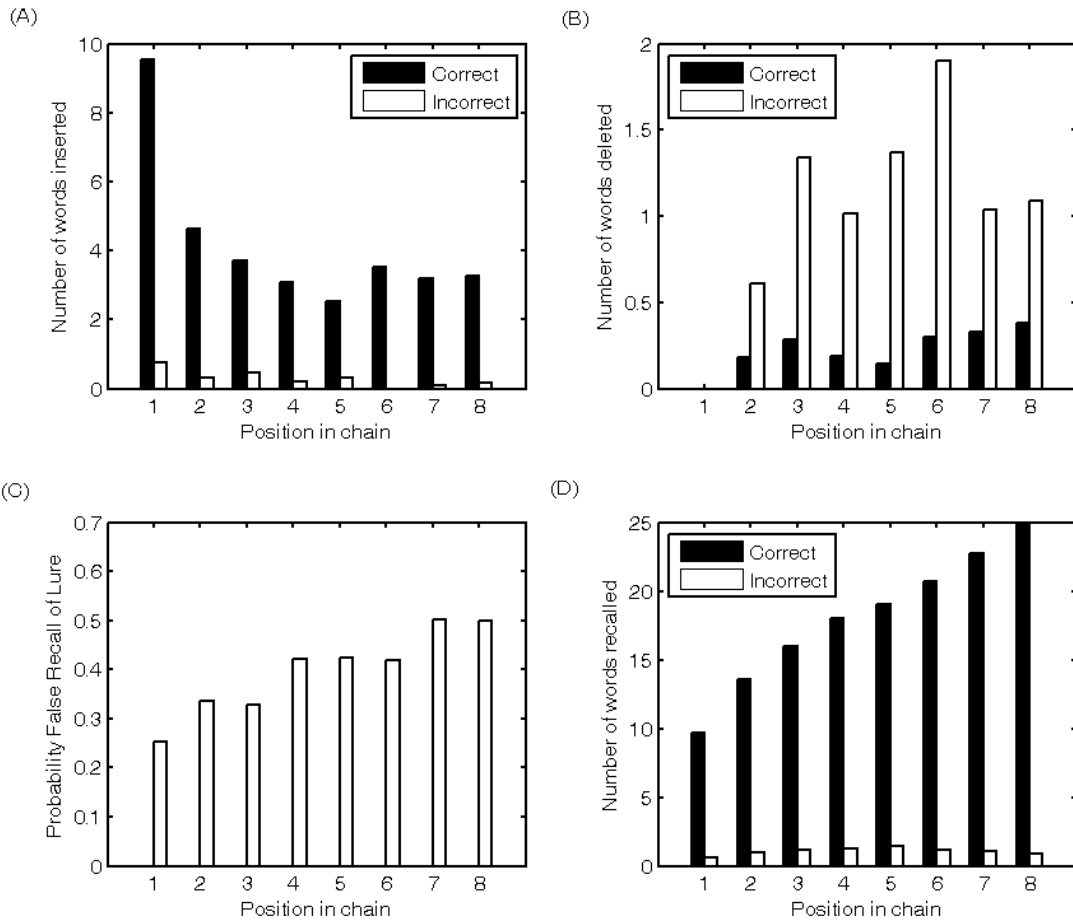 (A)
10
8
6
4
2
0
Number of words inserted
Correct
Incorrect
1 2 3 4 5 6 7 8
Position in chain
(B)
2
1.5
1
0.5
0
Number of words deleted
Correct
Incorrect
1 2 3 4 5 6 7 8
Position in chain
(C)
0.7
0.6
0.5
0.4
0.3
0.2
0.1
0
Probability False Recall of Lure
1 2 3 4 5 6 7 8
Position in chain
(D)
25
20
15
10
5
0
Number of words recalled
Correct
Incorrect
1 2 3 4 5 6 7 8
Position in chain